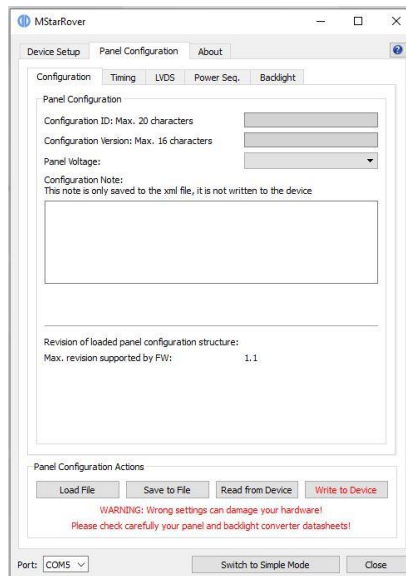 MStarRover
Device Setup Panel Configuration About
Configuration Timing LVDS Power Seq. Backlight
Panel Configuration
Configuration ID: Max. 20 characters
Configuration Version: Max. 16 characters
Panel Voltage:
Configuration Note:
This note is only saved to the xml file, it is not written to the device
Revision of loaded panel configuration structure:
Max. revision supported by FW: 1.1
Panel Configuration Actions
Load File Save to File Read from Device Write to Device
WARNING: Wrong settings can damage your hardware!
Please check carefully your panel and backlight converter datasheets!
Port: COM5 Switch to Simple Mode Close